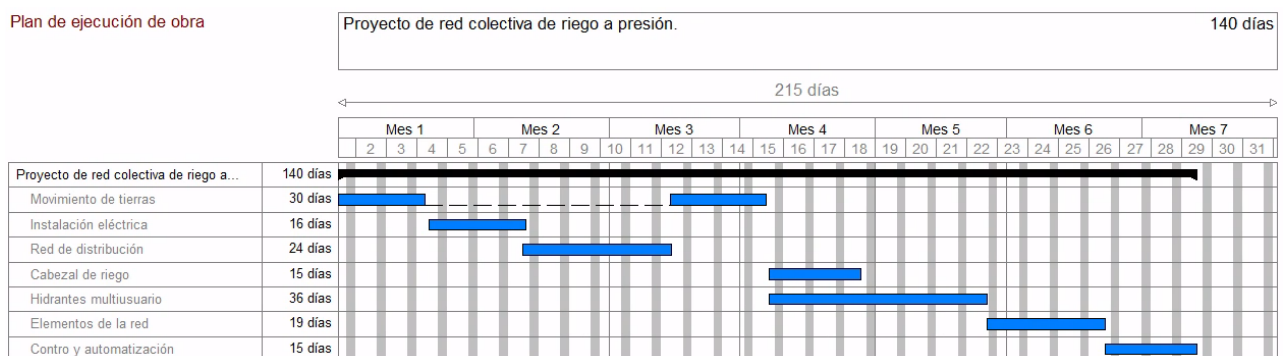 Plan de ejecución de obra
Proyecto de red colectiva de riego a presión. 140 días
215 días
Mes 1 Mes 2 Mes 3 Mes 4 Mes 5 Mes 6 Mes 7
2 3 4 5 6 7 8 9 10 11 12 13 14 15 16 17 18 19 20 21 22 23 24 25 26 27 28 29 30 31
Proyecto de red colectiva de riego a... 140 días
Movimiento de tierras 30 días
Instalación eléctrica 16 días
Red de distribución 24 días
Cabezal de riego 15 días
Hidrantes multiusuario 36 días
Elementos de la red 19 días
Contro y automatización 15 días